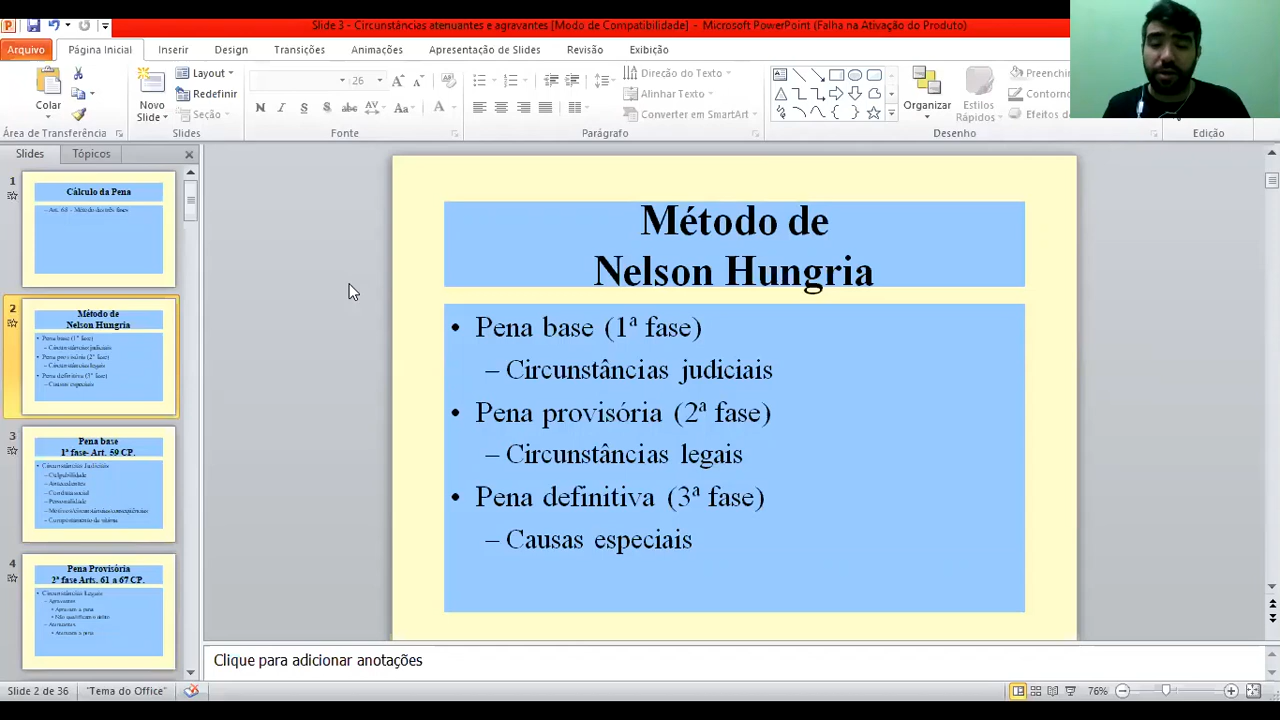 Slide 3 - Circunstâncias atenuantes e agravantes [Modo de Compatibilidade] - Microsoft PowerPoint (Falha na Ativação do Produto)
Arquivo Página Inicial Inserir Design Transições Animações Apresentação de Slides Revisão Exibição
Colar
Área de Transferência
Novo
Slide
Layout
Redefinir
Seção
Slides
26
Fonte
Direção do Texto
Alinhar Texto
Converter em SmartArt
Parágrafo
Organizar
Estilos
Rápidos
Preenchim
Contorno
Efeitos de
Desenho
Edição
Slides Tópicos
1
Cálculo da Pena
– Art. 68 – Método das três fases
2
Método de
Nelson Hungria
• Pena base (1ª fase)
– Circunstâncias judiciais
• Pena provisória (2ª fase)
– Circunstâncias legais
• Pena definitiva (3ª fase)
– Causas especiais
3
Pena base
1ª fase- Art. 59 CP.
• Circunstâncias Judiciais
– Culpabilidade
– Antecedentes
– Conduta social
– Personalidade
– Motivos/circunstâncias/conseqüências
– Comportamento da vítima
4
Pena Provisória
2ª fase Arts. 61 a 67 CP.
• Circunstâncias Legais
– Agravantes
• Agravam a pena
• Não qualificam o delito
– Atenuantes
• Atenuam a pena
Método de
Nelson Hungria
• Pena base (1ª fase)
– Circunstâncias judiciais
• Pena provisória (2ª fase)
– Circunstâncias legais
• Pena definitiva (3ª fase)
– Causas especiais
Clique para adicionar anotações
Slide 2 de 36 "Tema do Office" 76%